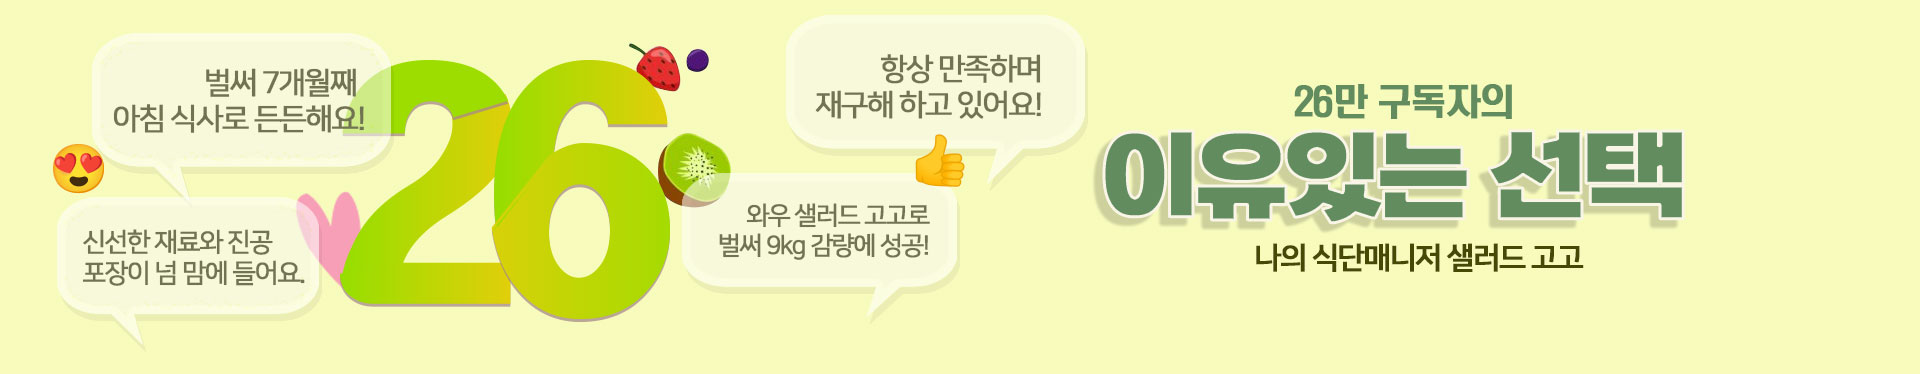 벌써 7개월째
아침 식사로 든든해요!
신선한 재료와 진공
포장이 넘 맘에 들어요.
26
항상 만족하며
재구해 하고 있어요!
와우 샐러드 고고로
벌써 9kg 감량에 성공!
26만 구독자의
이유있는 선택
나의 식단매니저 샐러드 고고